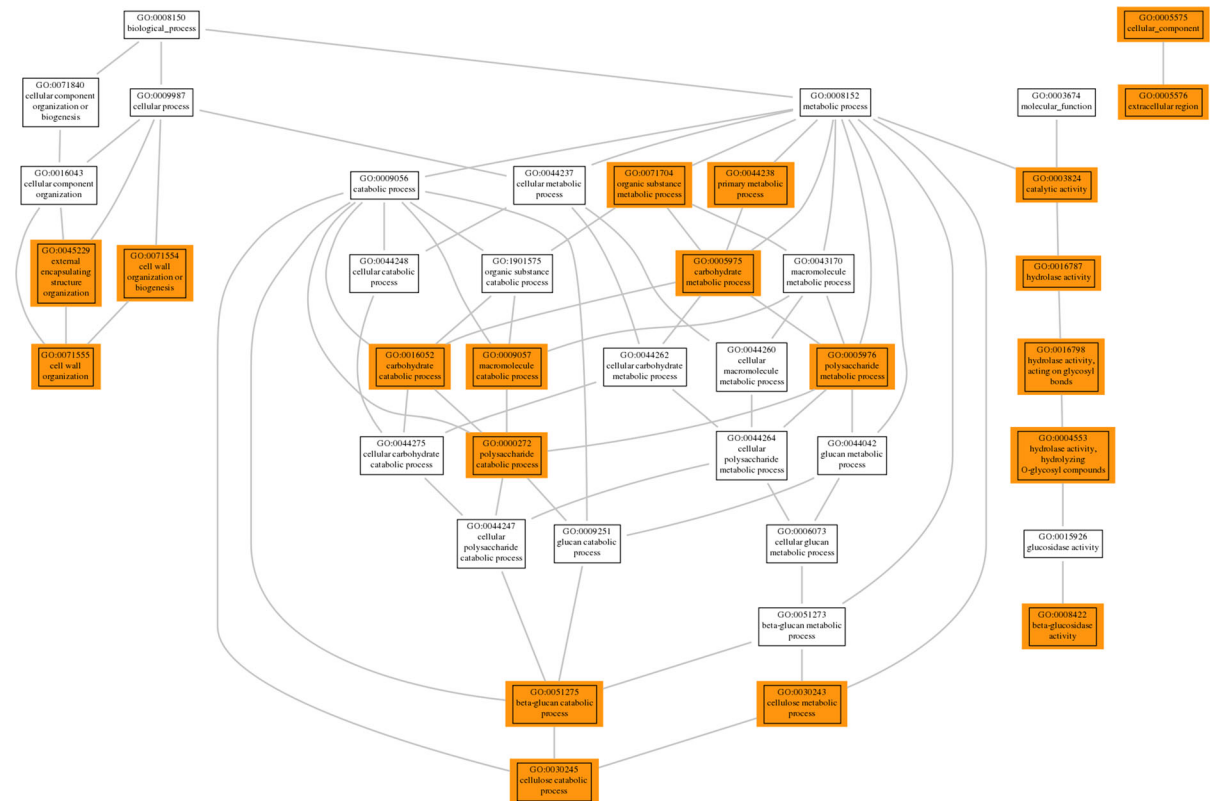 GO:0008150
biological_process
GO:0005575
cellular_component
GO:0071840
cellular component
organization or
biogenesis
GO:0009987
cellular process
GO:0008152
metabolic process
GO:0003674
molecular_function
GO:0005576
extracellular region
GO:0016043
cellular component
organization
GO:0009056
catabolic process
GO:0044237
cellular metabolic
process
GO:0071704
organic substance
metabolic process
GO:0044238
primary metabolic
process
GO:0003824
catalytic activity
GO:0045229
external
encapsulating
structure
organization
GO:0071554
cell wall
organization or
biogenesis
GO:0044248
cellular catabolic
process
GO:1901575
organic substance
catabolic process
GO:0005975
carbohydrate
metabolic process
GO:0043170
macromolecule
metabolic process
GO:0016787
hydrolase activity
GO:0071555
cell wall
organization
GO:0016052
carbohydrate
catabolic process
GO:0009057
macromolecule
catabolic process
GO:0044262
cellular carbohydrate
metabolic process
GO:0044260
cellular
macromolecule
metabolic process
GO:0005976
polysaccharide
metabolic process
GO:0016798
hydrolase activity,
acting on glycosyl
bonds
GO:0044275
cellular carbohydrate
catabolic process
GO:0000272
polysaccharide
catabolic process
GO:0044264
cellular
polysaccharide
metabolic process
GO:0044042
glucan metabolic
process
GO:0004553
hydrolase activity,
hydrolyzing
O-glycosyl compounds
GO:0044247
cellular
polysaccharide
catabolic process
GO:0009251
glucan catabolic
process
GO:0006073
cellular glucan
metabolic process
GO:0015926
glucosidase activity
GO:0051273
beta-glucan metabolic
process
GO:0008422
beta-glucosidase
activity
GO:0051275
beta-glucan catabolic
process
GO:0030243
cellulose metabolic
process
GO:0030245
cellulose catabolic
process